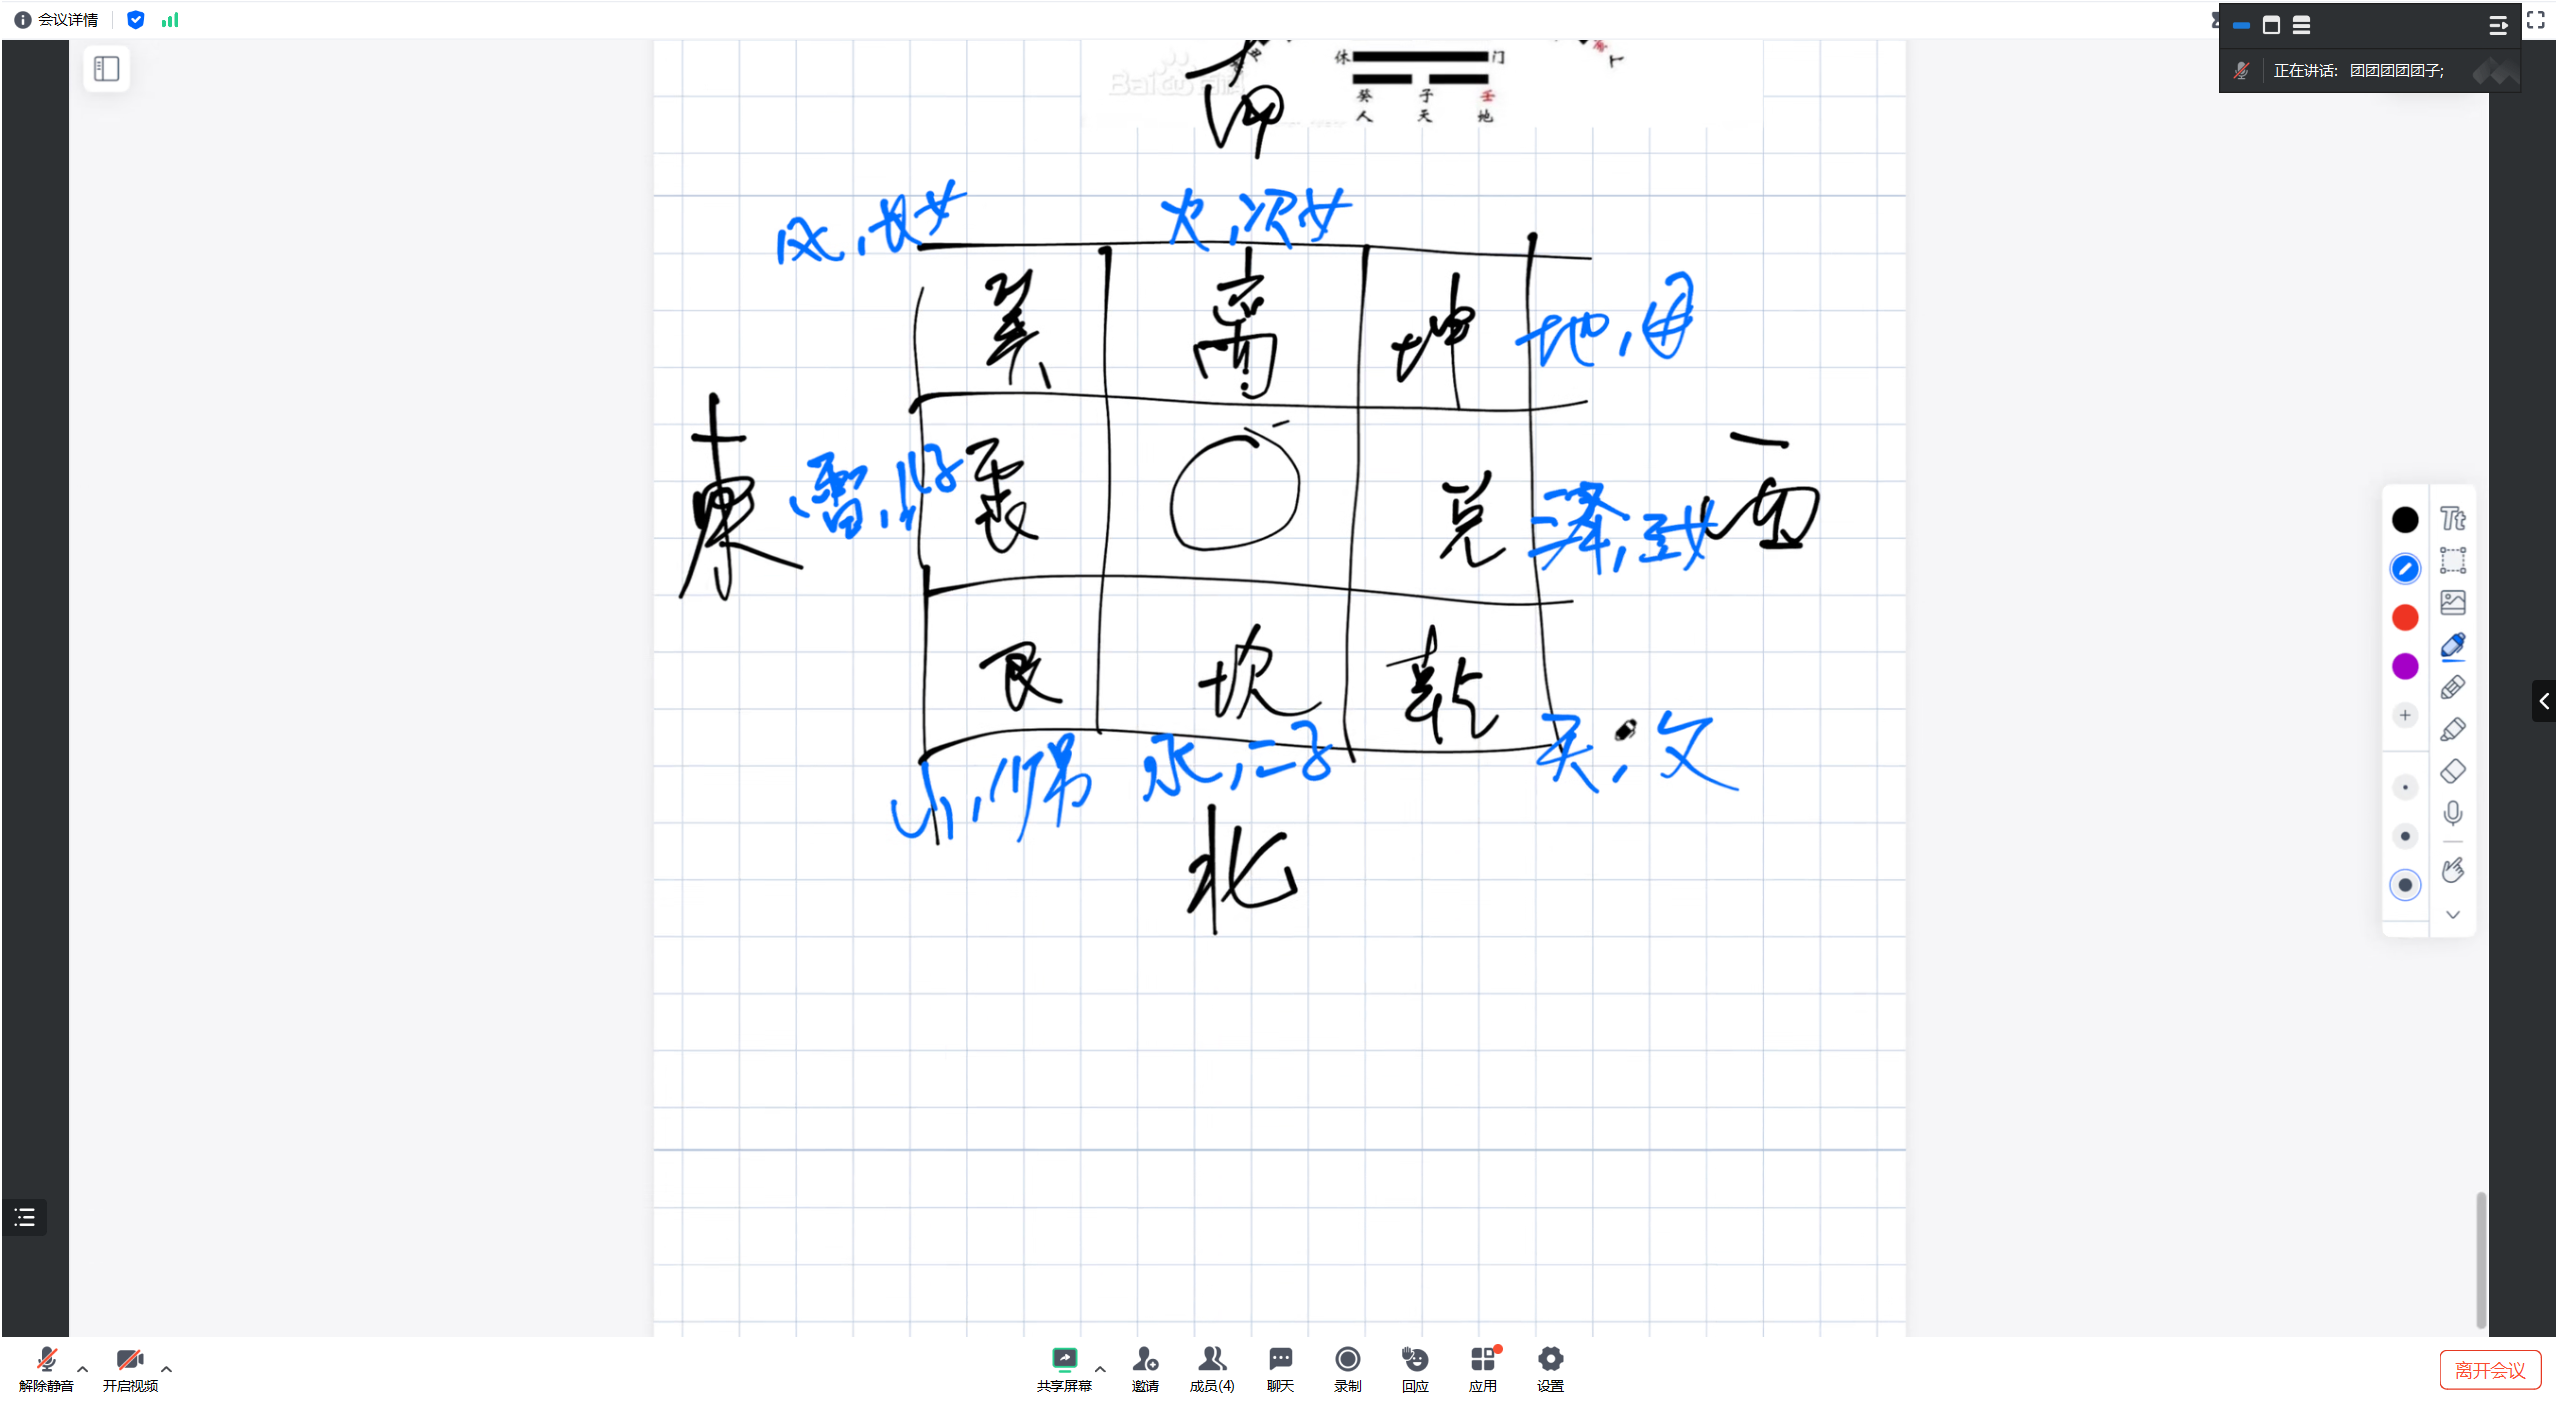 会议详情
正在讲话: 团团团团团子;
休 门
癸 子 壬
人 天 地
南
风,长女 火,次女
巽 离 坤 地,母
東 雷,长子 震 兑 泽,少女 西
艮 坎 乾
山,少男 水,二子 天,父
北
Tt
解除静音
开启视频
共享屏幕
邀请
成员(4)
聊天
录制
回应
应用
设置
离开会议